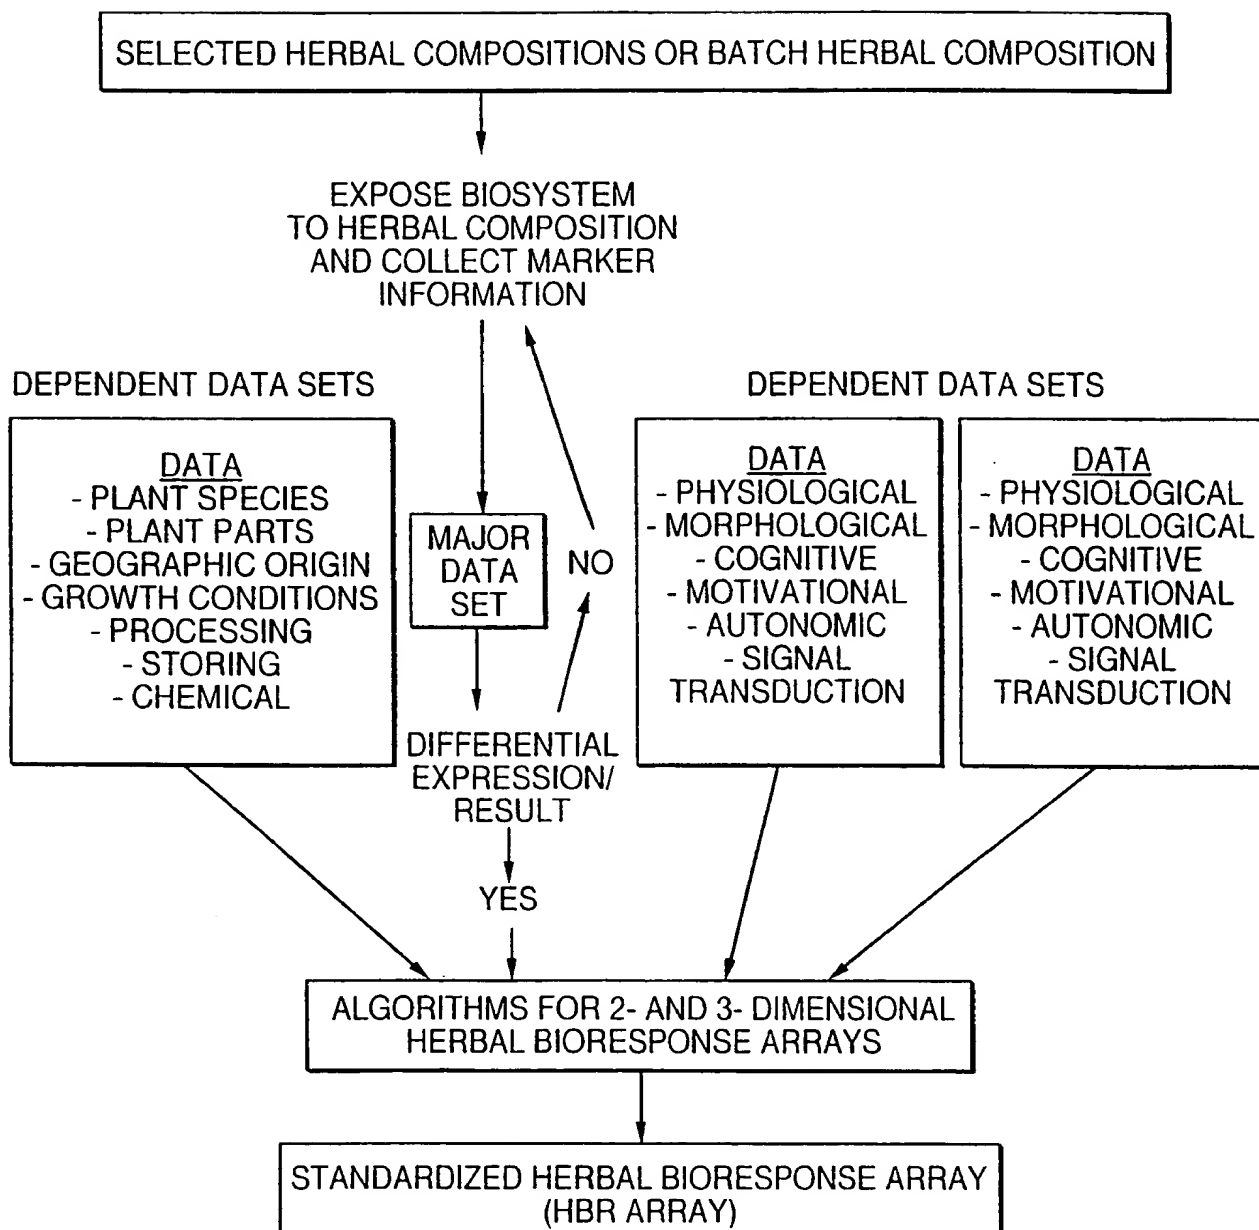 SELECTED HERBAL COMPOSITIONS OR BATCH HERBAL COMPOSITION
EXPOSE BIOSYSTEM
TO HERBAL COMPOSITION
AND COLLECT MARKER
INFORMATION
DEPENDENT DATA SETS
DATA
- PLANT SPECIES
- PLANT PARTS
- GEOGRAPHIC ORIGIN
- GROWTH CONDITIONS
- PROCESSING
- STORING
- CHEMICAL
MAJOR
DATA
SET
NO
DIFFERENTIAL
EXPRESSION/
RESULT
YES
DEPENDENT DATA SETS
DATA
- PHYSIOLOGICAL
- MORPHOLOGICAL
- COGNITIVE
- MOTIVATIONAL
- AUTONOMIC
- SIGNAL
TRANSDUCTION
DATA
- PHYSIOLOGICAL
- MORPHOLOGICAL
- COGNITIVE
- MOTIVATIONAL
- AUTONOMIC
- SIGNAL
TRANSDUCTION
ALGORITHMS FOR 2- AND 3- DIMENSIONAL
HERBAL BIORESPONSE ARRAYS
STANDARDIZED HERBAL BIORESPONSE ARRAY
(HBR ARRAY)